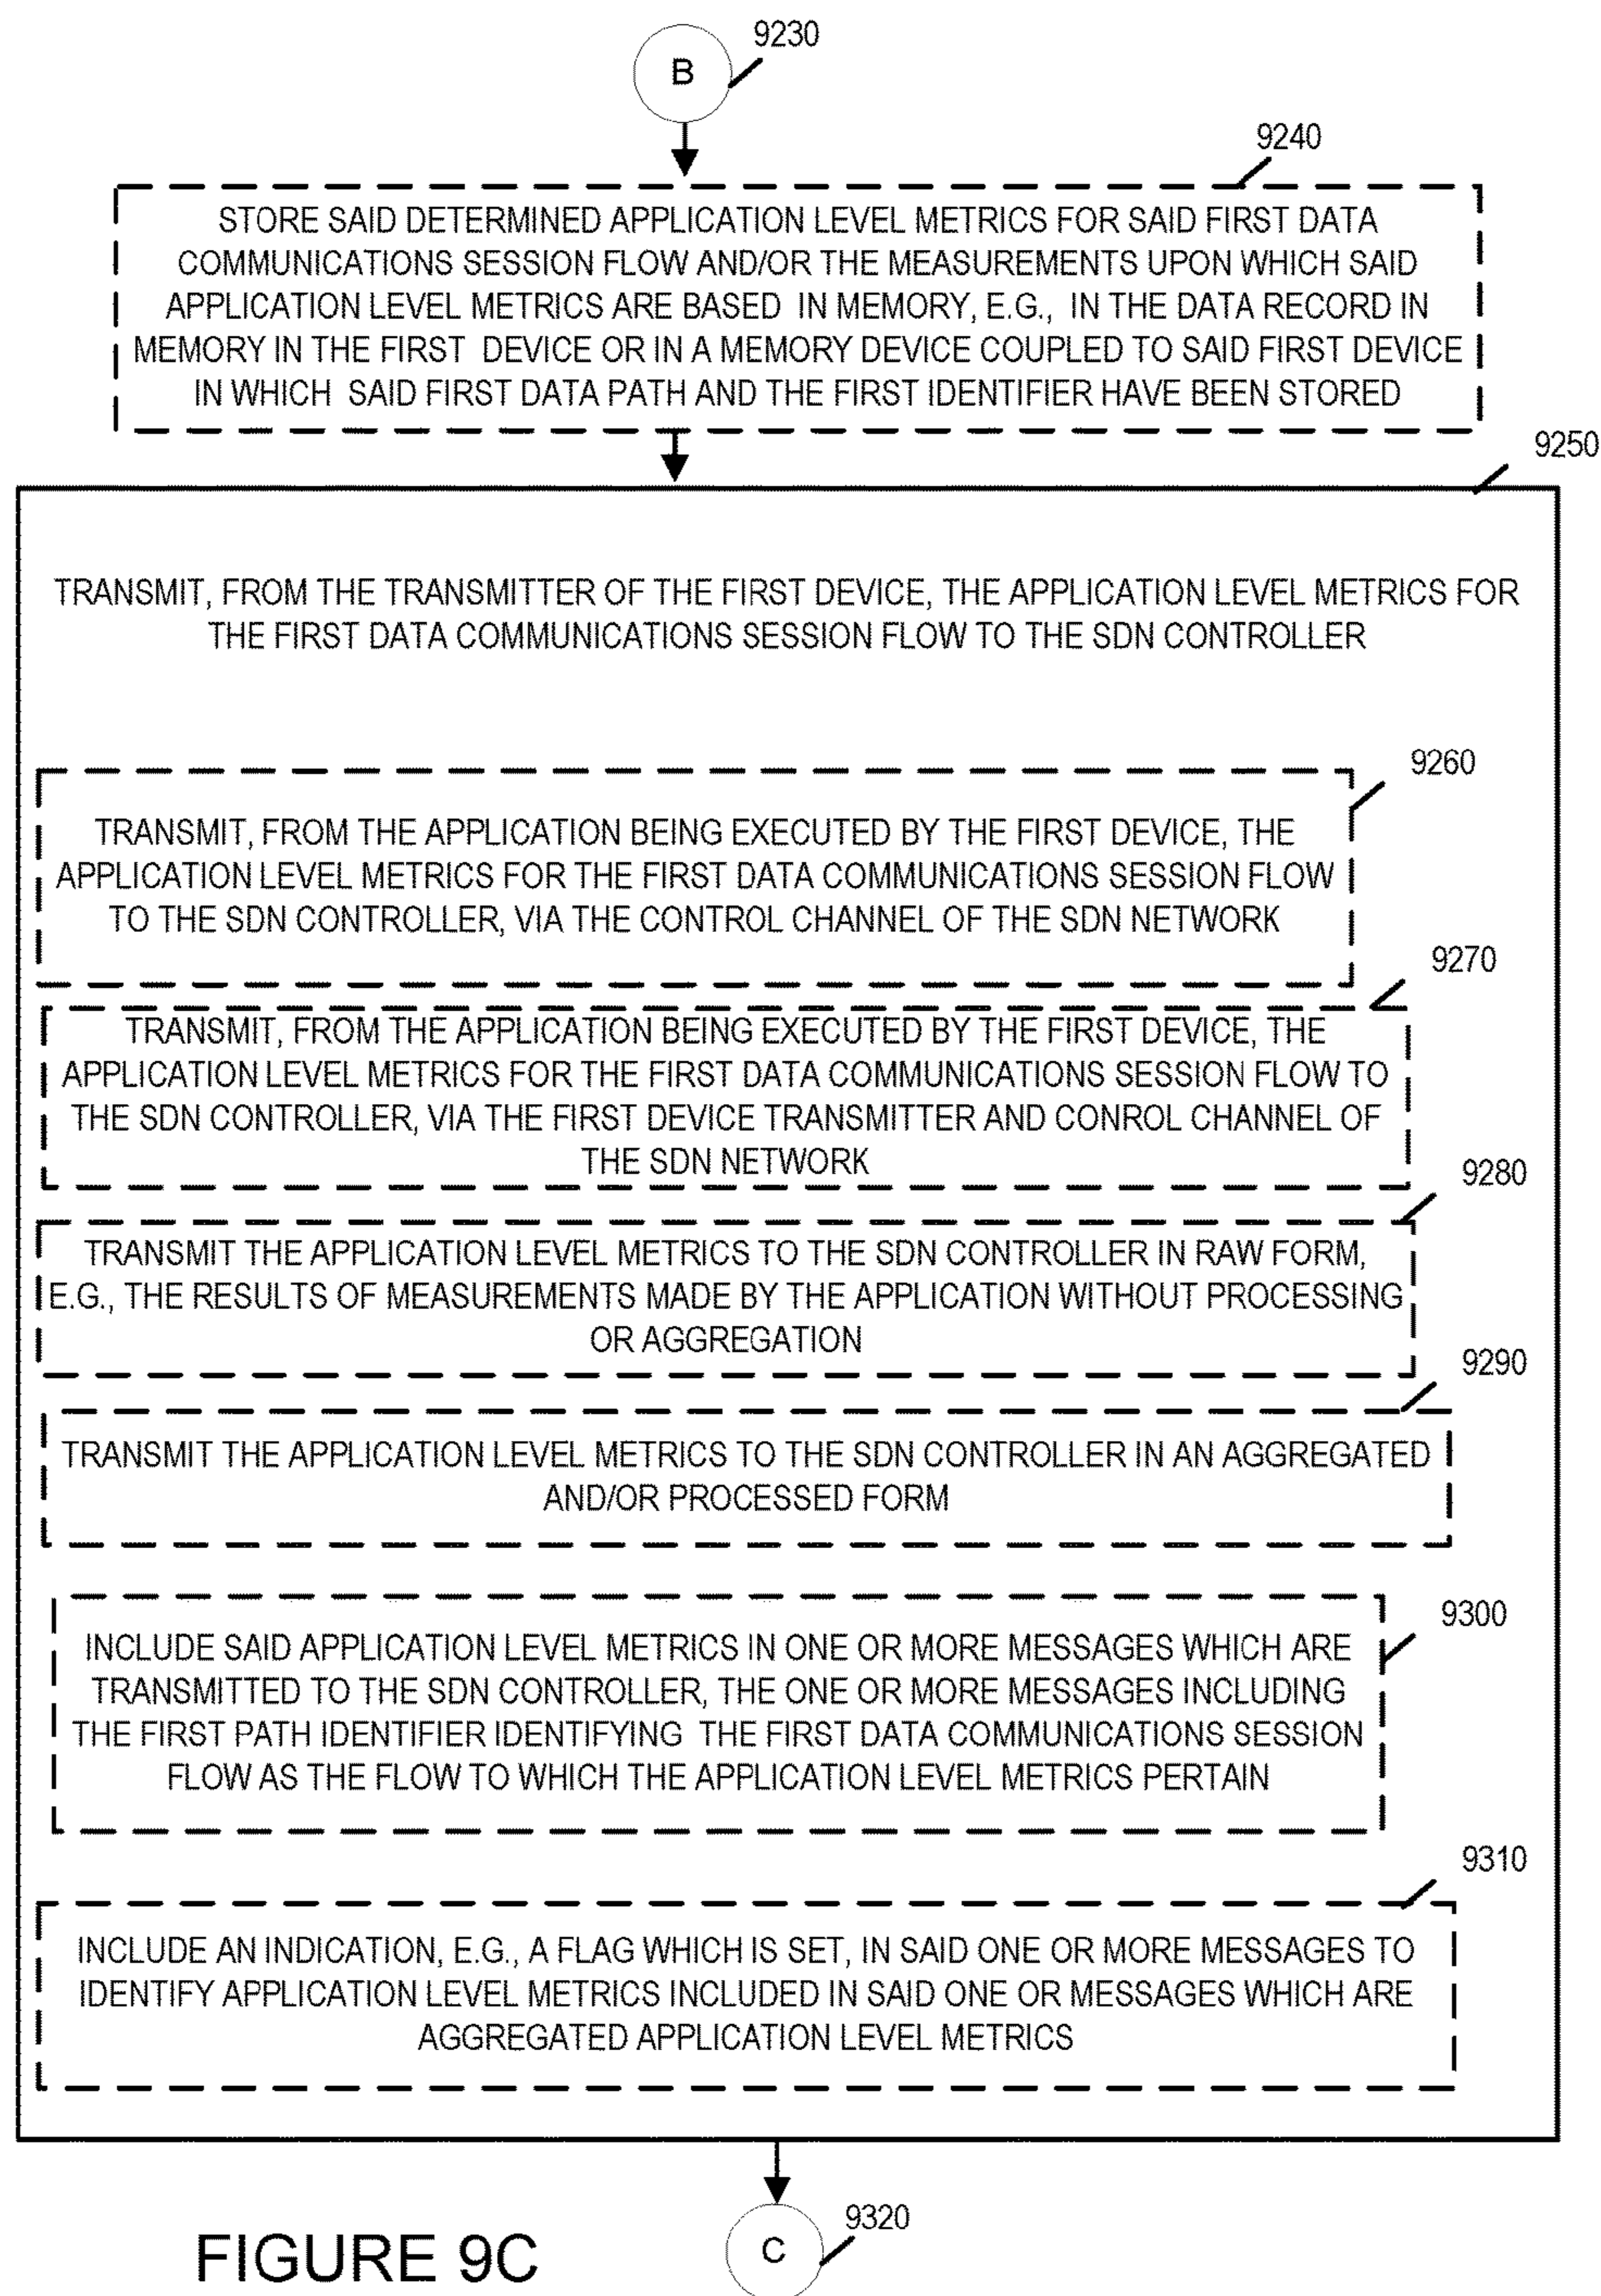 9230
B
9240
STORE SAID DETERMINED APPLICATION LEVEL METRICS FOR SAID FIRST DATA
COMMUNICATIONS SESSION FLOW AND/OR THE MEASUREMENTS UPON WHICH SAID
APPLICATION LEVEL METRICS ARE BASED IN MEMORY, E.G., IN THE DATA RECORD IN
MEMORY IN THE FIRST DEVICE OR IN A MEMORY DEVICE COUPLED TO SAID FIRST DEVICE
IN WHICH SAID FIRST DATA PATH AND THE FIRST IDENTIFIER HAVE BEEN STORED
9250
TRANSMIT, FROM THE TRANSMITTER OF THE FIRST DEVICE, THE APPLICATION LEVEL METRICS FOR
THE FIRST DATA COMMUNICATIONS SESSION FLOW TO THE SDN CONTROLLER
9260
TRANSMIT, FROM THE APPLICATION BEING EXECUTED BY THE FIRST DEVICE, THE
APPLICATION LEVEL METRICS FOR THE FIRST DATA COMMUNICATIONS SESSION FLOW
TO THE SDN CONTROLLER, VIA THE CONTROL CHANNEL OF THE SDN NETWORK
9270
TRANSMIT, FROM THE APPLICATION BEING EXECUTED BY THE FIRST DEVICE, THE
APPLICATION LEVEL METRICS FOR THE FIRST DATA COMMUNICATIONS SESSION FLOW TO
THE SDN CONTROLLER, VIA THE FIRST DEVICE TRANSMITTER AND CONROL CHANNEL OF
THE SDN NETWORK
9280
TRANSMIT THE APPLICATION LEVEL METRICS TO THE SDN CONTROLLER IN RAW FORM,
E.G., THE RESULTS OF MEASUREMENTS MADE BY THE APPLICATION WITHOUT PROCESSING
OR AGGREGATION
9290
TRANSMIT THE APPLICATION LEVEL METRICS TO THE SDN CONTROLLER IN AN AGGREGATED
AND/OR PROCESSED FORM
9300
INCLUDE SAID APPLICATION LEVEL METRICS IN ONE OR MORE MESSAGES WHICH ARE
TRANSMITTED TO THE SDN CONTROLLER, THE ONE OR MORE MESSAGES INCLUDING
THE FIRST PATH IDENTIFIER IDENTIFYING THE FIRST DATA COMMUNICATIONS SESSION
FLOW AS THE FLOW TO WHICH THE APPLICATION LEVEL METRICS PERTAIN
9310
INCLUDE AN INDICATION, E.G., A FLAG WHICH IS SET, IN SAID ONE OR MORE MESSAGES TO
IDENTIFY APPLICATION LEVEL METRICS INCLUDED IN SAID ONE OR MESSAGES WHICH ARE
AGGREGATED APPLICATION LEVEL METRICS
9320
C
FIGURE 9C